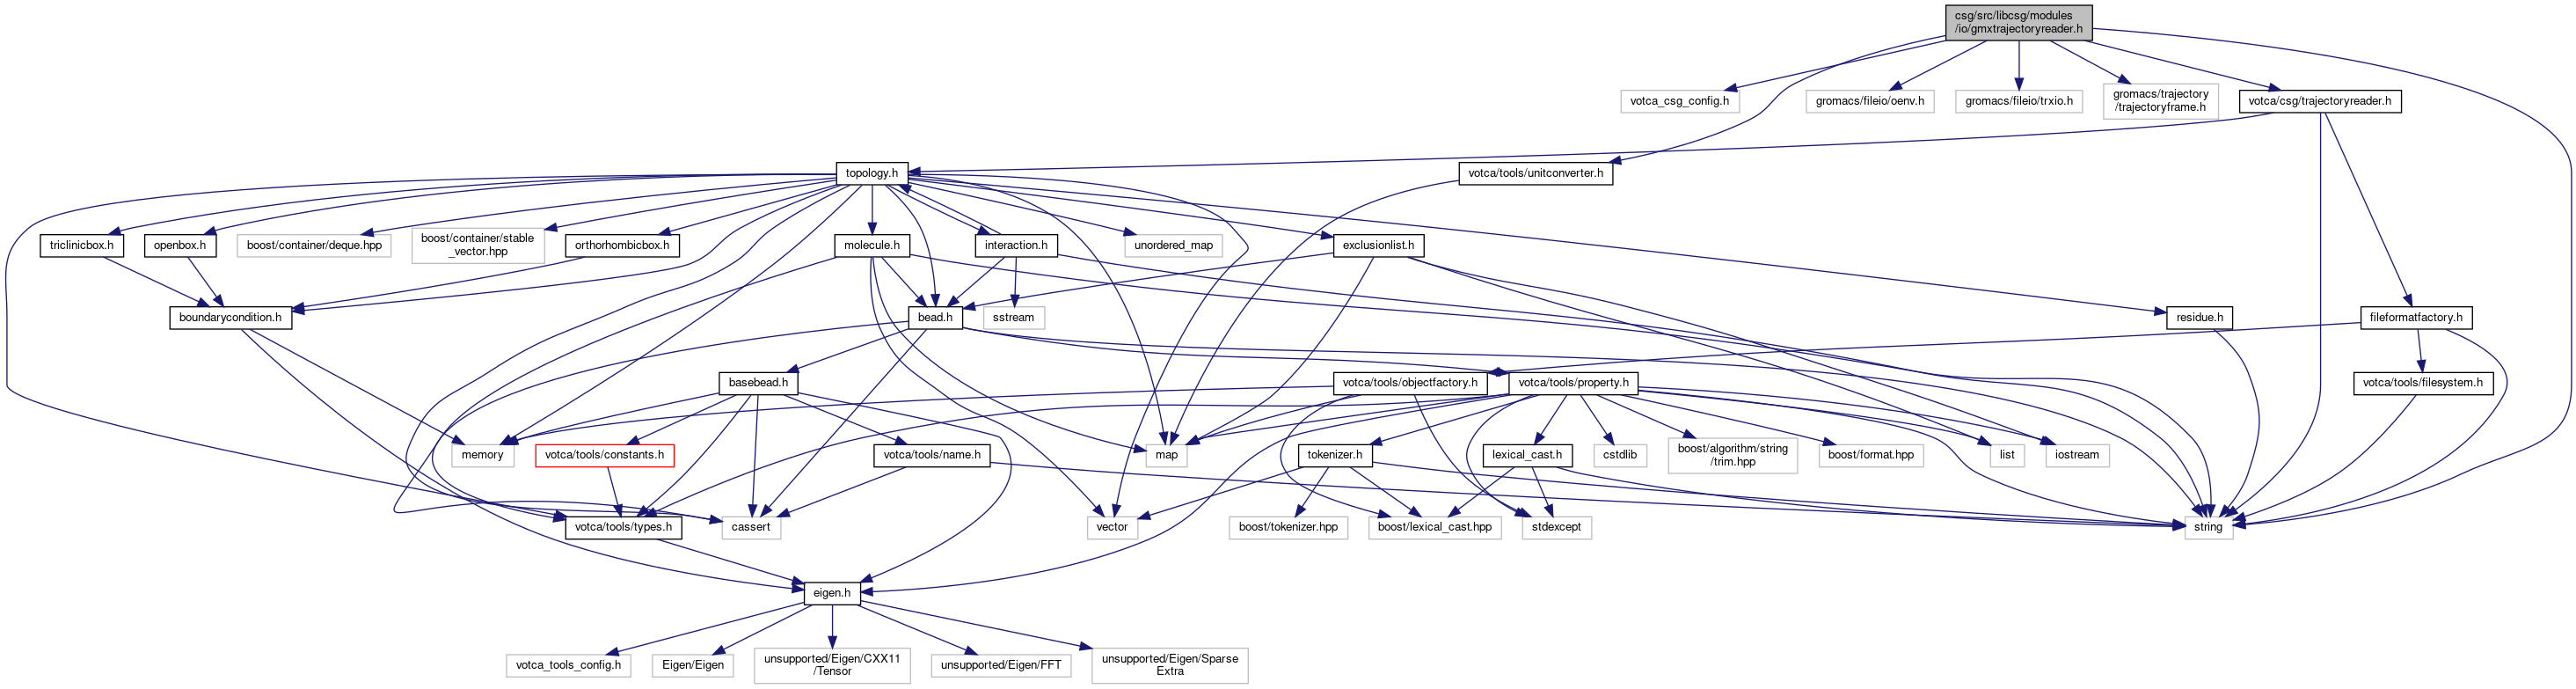 csg/src/libcsg/modules
/io/gmxtrajectoryreader.h
votca_csg_config.h
gromacs/fileio/oenv.h
gromacs/fileio/trxio.h
gromacs/trajectory
/trajectoryframe.h
votca/csg/trajectoryreader.h
topology.h
votca/tools/unitconverter.h
triclinicbox.h
openbox.h
boost/container/deque.hpp
boost/container/stable
_vector.hpp
orthorhombicbox.h
molecule.h
interaction.h
unordered_map
exclusionlist.h
boundarycondition.h
bead.h
sstream
residue.h
fileformatfactory.h
basebead.h
votca/tools/objectfactory.h
votca/tools/property.h
votca/tools/filesystem.h
memory
votca/tools/constants.h
votca/tools/name.h
map
tokenizer.h
lexical_cast.h
cstdlib
boost/algorithm/string
/trim.hpp
boost/format.hpp
list
iostream
votca/tools/types.h
cassert
vector
boost/tokenizer.hpp
boost/lexical_cast.hpp
stdexcept
string
eigen.h
votca_tools_config.h
Eigen/Eigen
unsupported/Eigen/CXX11
/Tensor
unsupported/Eigen/FFT
unsupported/Eigen/Sparse
Extra